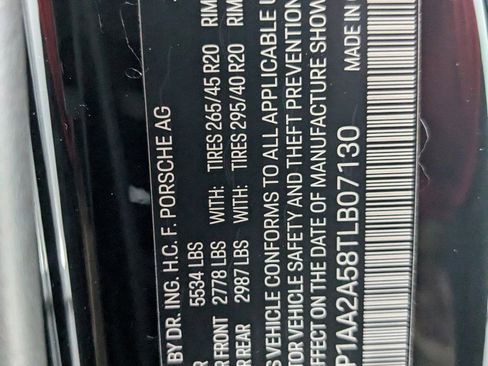 BY DR. ING. H.C. F. PORSCHE AG
5534 LBS
FRONT 2778 LBS WITH: TIRES 265/45 R20 RIM
REAR 2987 LBS WITH: TIRES 295/40 R20 RIM
VEHICLE CONFORMS TO ALL APPLICABLE
VEHICLE SAFETY AND THEFT PREVENTION
ON THE DATE OF MANUFACTURE SHOW
P1AA2A58TLB07130 MADE IN